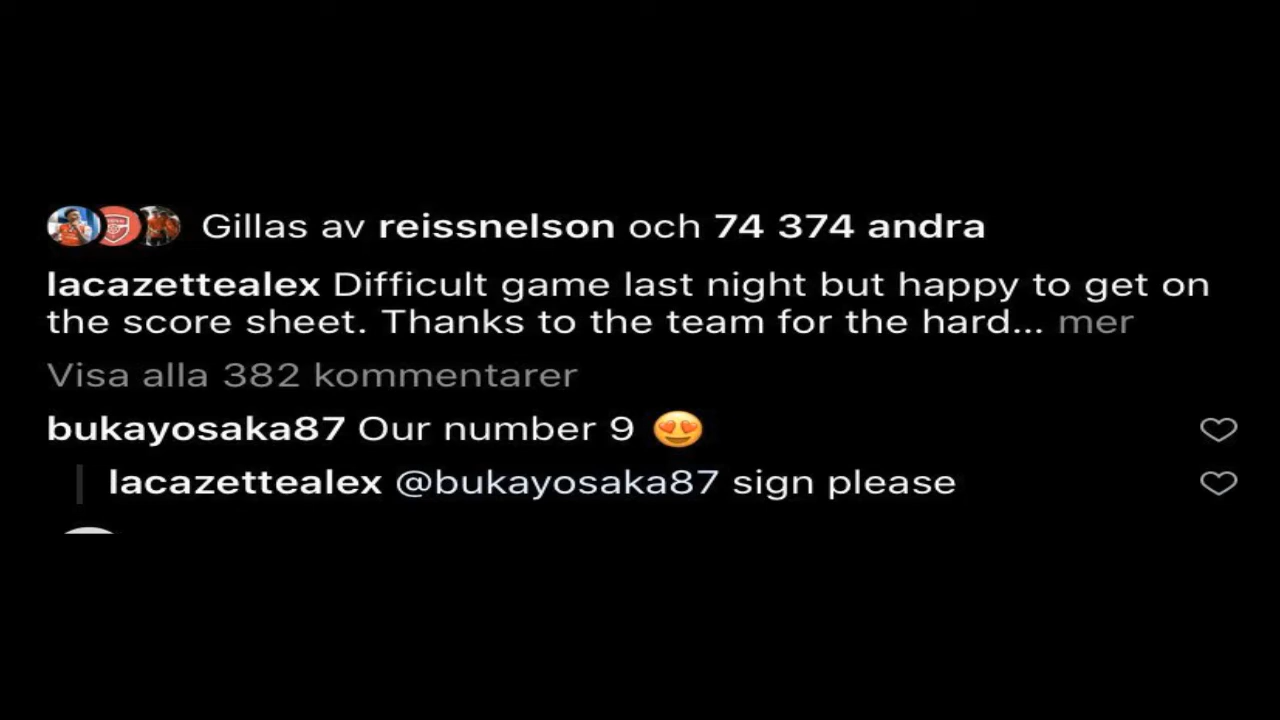 Gillas av reissnelson och 74 374 andra
lacazettealex Difficult game last night but happy to get on
the score sheet. Thanks to the team for the hard... mer
Visa alla 382 kommentarer
bukayosaka87 Our number 9 😍
lacazettealex @bukayosaka87 sign please